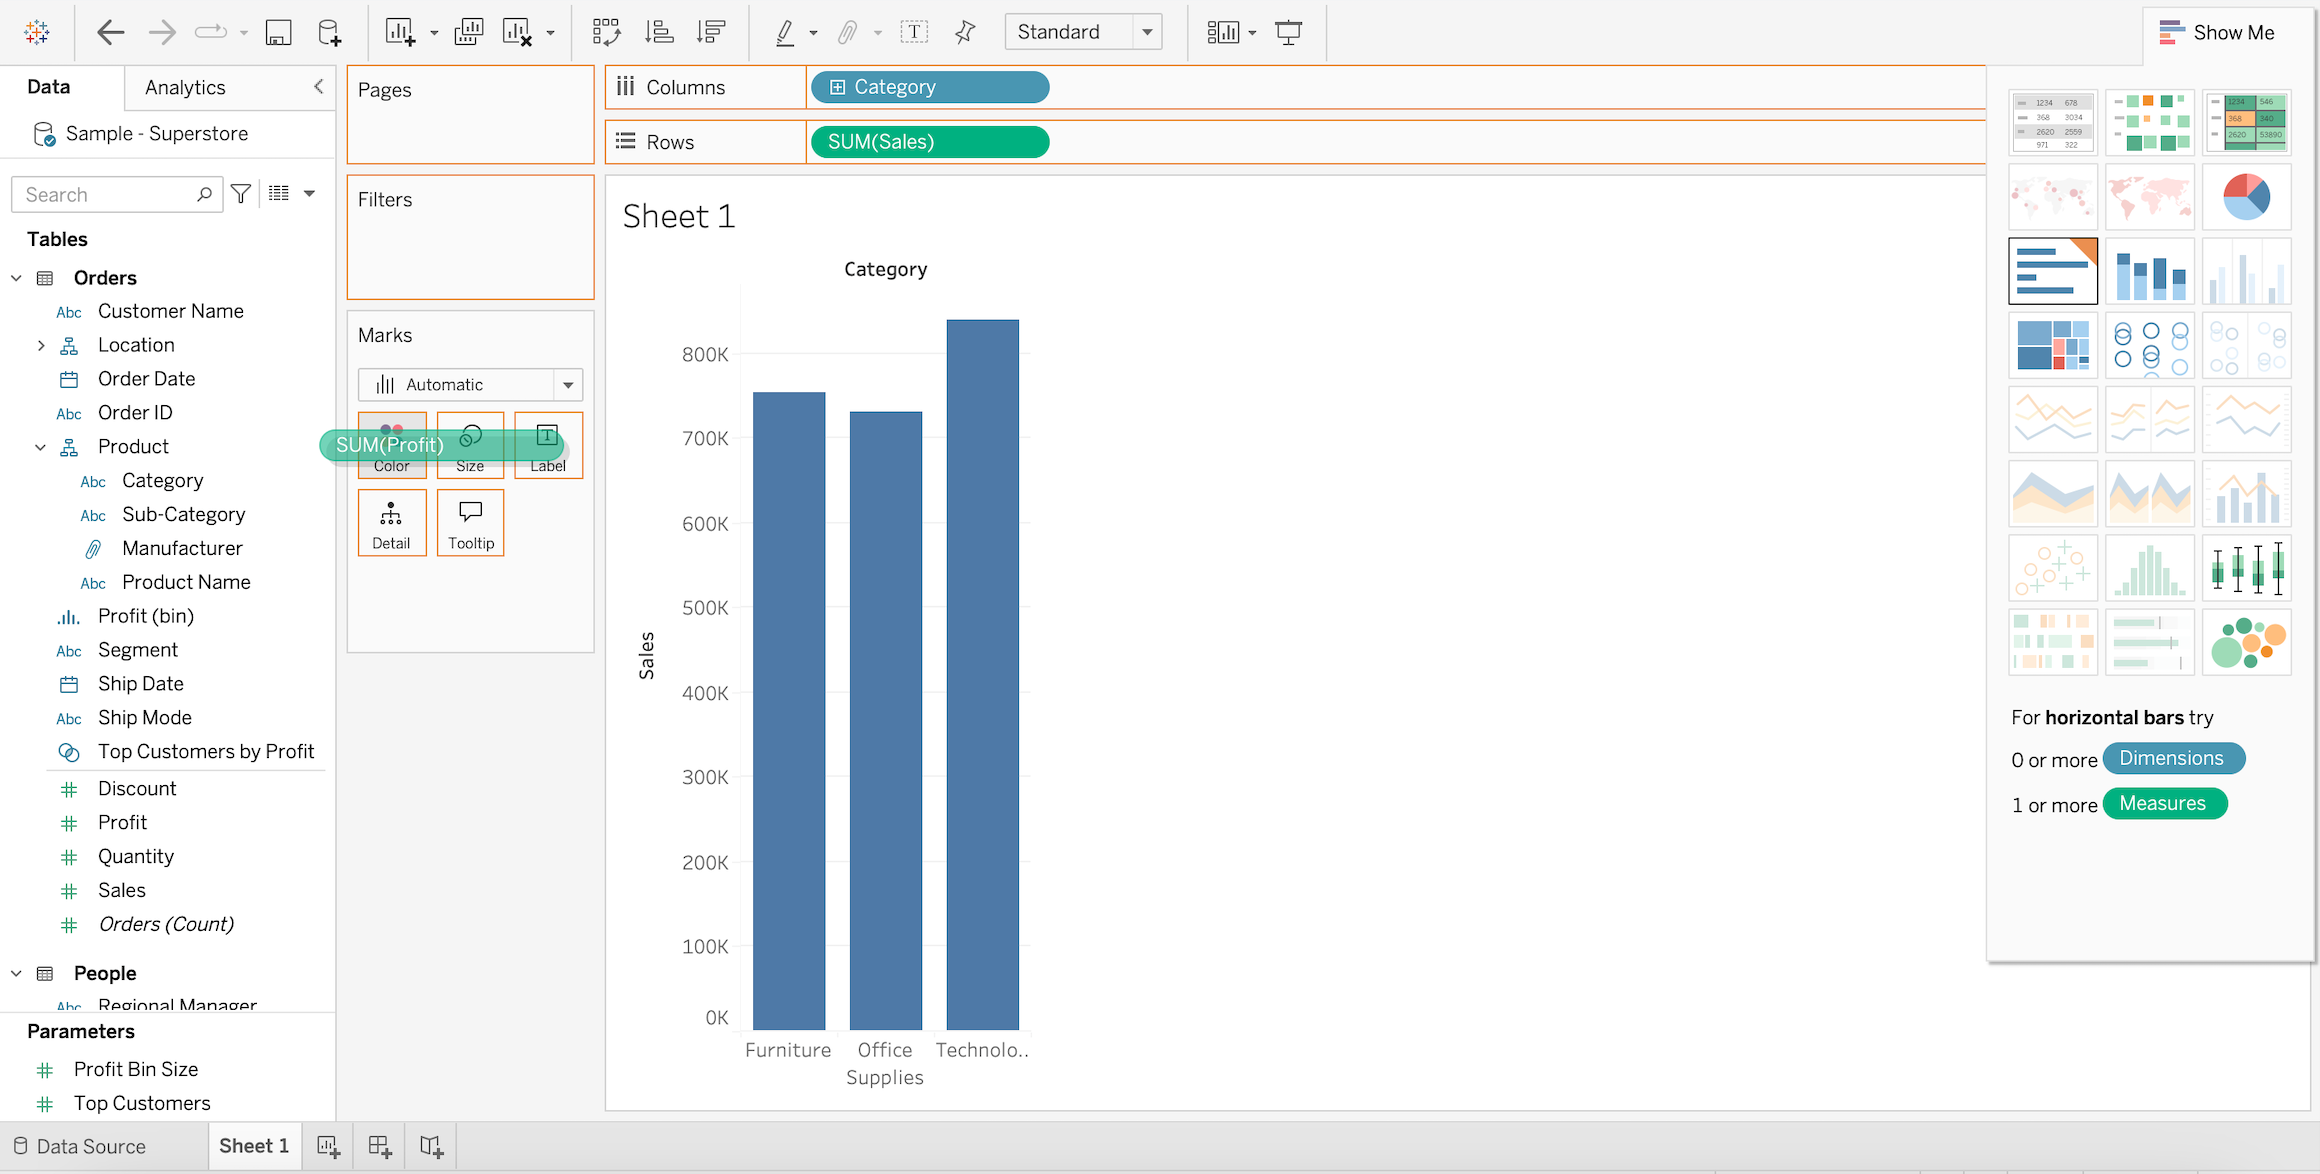 Standard
Show Me
Data
Analytics
Sample - Superstore
Search
Tables
Orders
Abc Customer Name
Location
Order Date
Abc Order ID
Product
Abc Category
Abc Sub-Category
Manufacturer
Abc Product Name
Profit (bin)
Abc Segment
Ship Date
Abc Ship Mode
Top Customers by Profit
Discount
Profit
Quantity
Sales
Orders (Count)
People
Abc Regional Manager
Parameters
Profit Bin Size
Top Customers
Pages
Filters
Marks
Automatic
SUM(Profit)
Color
Size
Label
Detail
Tooltip
Columns
Category
Rows
SUM(Sales)
Sheet 1
Category
Sales
800K
700K
600K
500K
400K
300K
200K
100K
0K
Furniture
Office Supplies
Technolo..
1234 678
368 3034
2620 2559
971 322
1234 546
368 340
2620 53890
For horizontal bars try
0 or more Dimensions
1 or more Measures
Data Source
Sheet 1